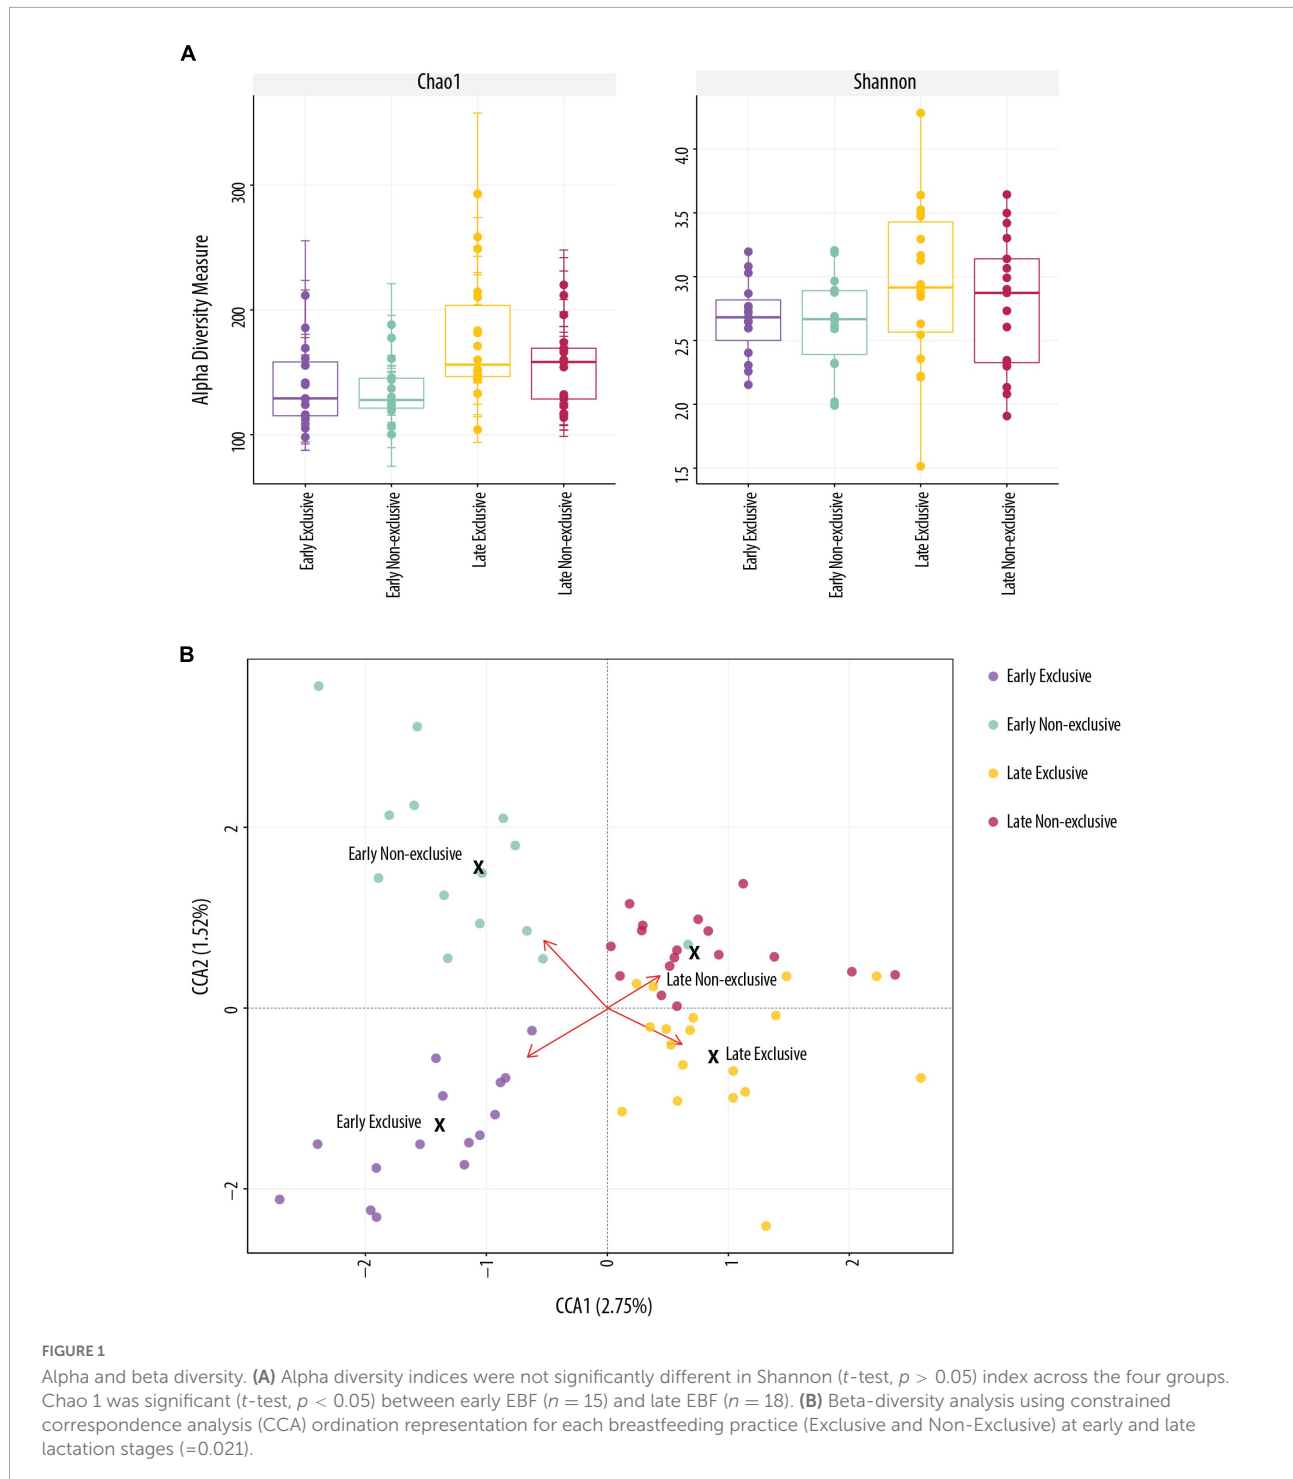 A
Chao1
Shannon
Alpha Diversity Measure
300
200
100
4.0
3.5
3.0
2.5
2.0
1.5
Early Exclusive
Early Non-exclusive
Late Exclusive
Late Non-exclusive
Early Exclusive
Early Non-exclusive
Late Exclusive
Late Non-exclusive
B
Early Exclusive
Early Non-exclusive
Late Exclusive
Late Non-exclusive
Early Non-exclusive
X
X
Late Non-exclusive
X Late Exclusive
Early Exclusive X
CCA2 (1.52%)
2
0
−2
−2
−1
0
1
2
CCA1 (2.75%)
FIGURE 1
Alpha and beta diversity. (A) Alpha diversity indices were not significantly different in Shannon (t-test, p > 0.05) index across the four groups.
Chao 1 was significant (t-test, p < 0.05) between early EBF (n = 15) and late EBF (n = 18). (B) Beta-diversity analysis using constrained
correspondence analysis (CCA) ordination representation for each breastfeeding practice (Exclusive and Non-Exclusive) at early and late
lactation stages (=0.021).